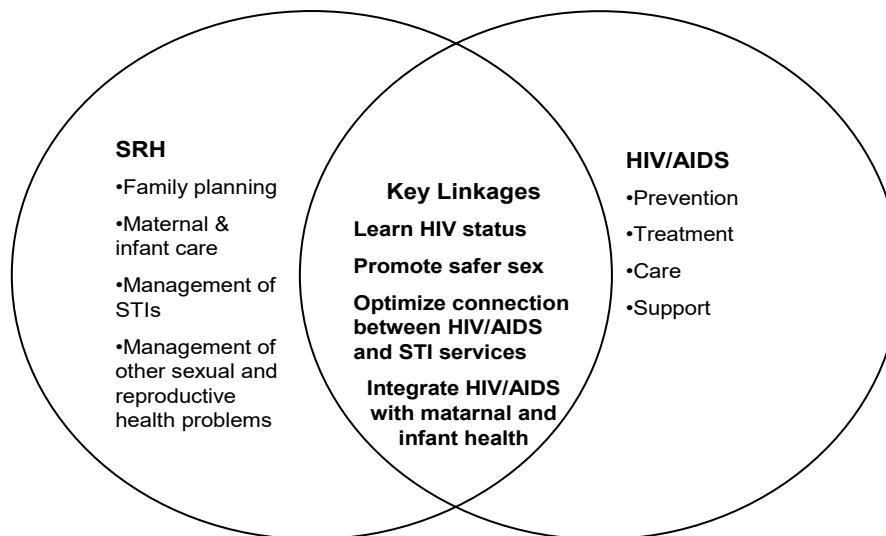 SRH
•Family planning
•Maternal &
infant care
•Management of
STIs
•Management of
other sexual and
reproductive
health problems
Key Linkages
Learn HIV status
Promote safer sex
Optimize connection
between HIV/AIDS
and STI services
Integrate HIV/AIDS
with matarnal and
infant health
HIV/AIDS
•Prevention
•Treatment
•Care
•Support